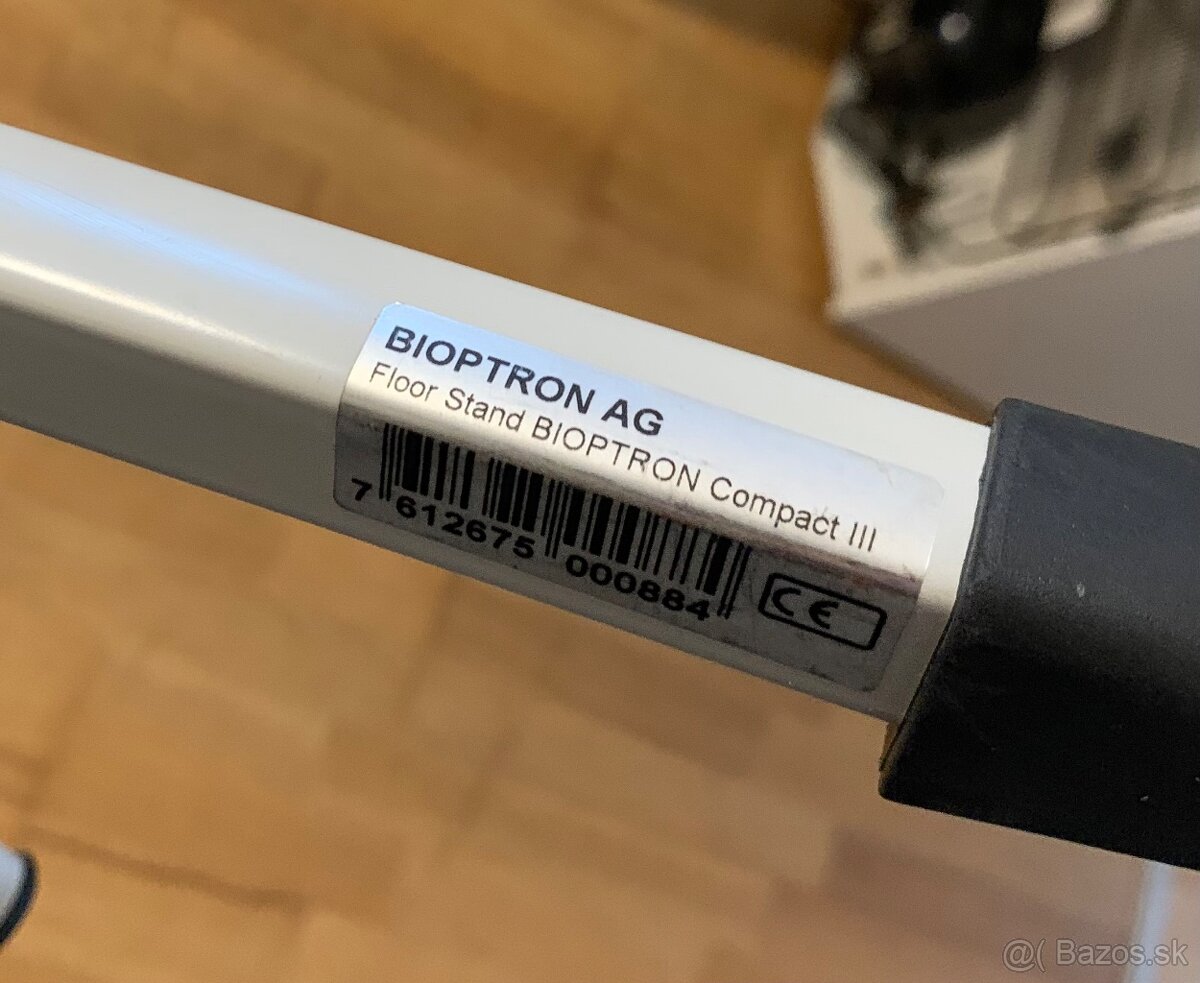 BIOPTRON AG
Floor Stand BIOPTRON Compact III
7 612675 000884
CE
@( Bazos.sk